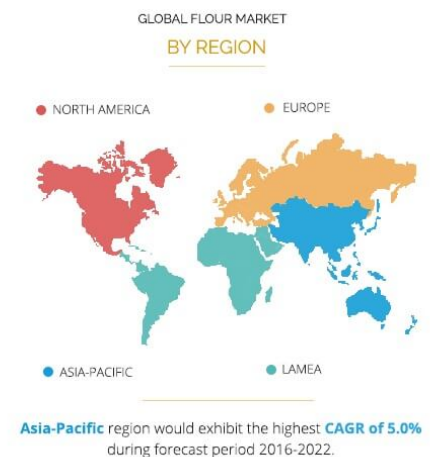 GLOBAL FLOUR MARKET
BY REGION
NORTH AMERICA
EUROPE
ASIA-PACIFIC
LAMEA
Asia-Pacific region would exhibit the highest CAGR of 5.0%
during forecast period 2016-2022.